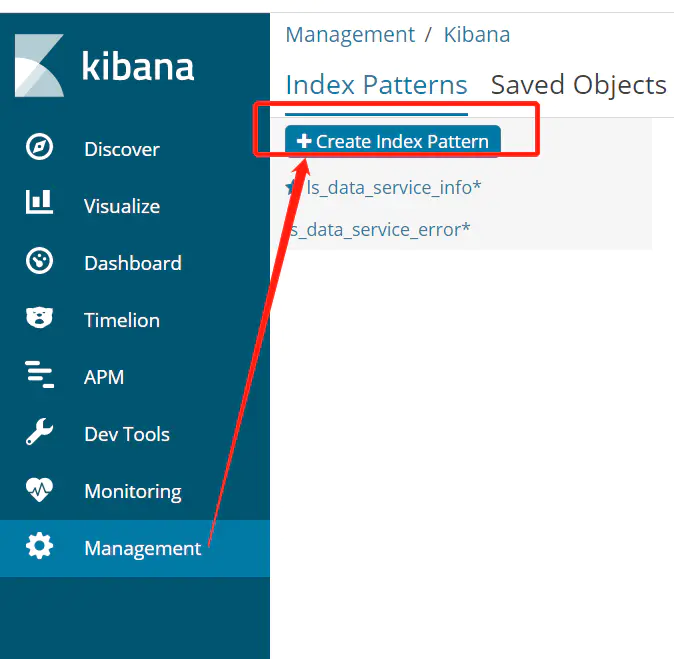 kibana
Discover
Visualize
Dashboard
Timelion
APM
Dev Tools
Monitoring
Management
Management / Kibana
Index Patterns Saved Objects
Create Index Pattern
ls_data_service_info*
s_data_service_error*